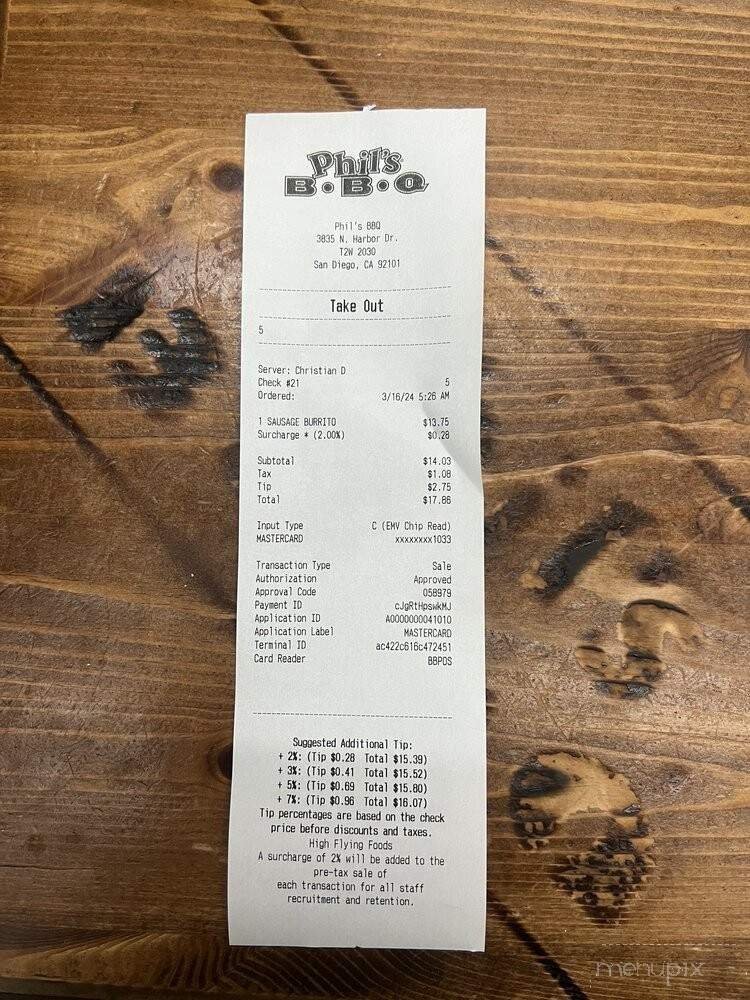 Phil's
B•B•Q
Phil's BBQ
3835 N. Harbor Dr.
T2W 2030
San Diego, CA 92101
Take Out
5
Server: Christian D
Check #21 5
Ordered: 3/16/24 5:26 AM
1 SAUSAGE BURRITO $13.75
Surcharge * (2.00%) $0.28
Subtotal $14.03
Tax $1.08
Tip $2.75
Total $17.86
Input Type C (EMV Chip Read)
MASTERCARD xxxxxxxx1033
Transaction Type Sale
Authorization Approved
Approval Code 058979
Payment ID cJgRtHpswkMJ
Application ID A0000000041010
Application Label MASTERCARD
Terminal ID ac422c616c472451
Card Reader BBPOS
Suggested Additional Tip:
+ 2%: (Tip $0.28 Total $15.39)
+ 3%: (Tip $0.41 Total $15.52)
+ 5%: (Tip $0.69 Total $15.80)
+ 7%: (Tip $0.96 Total $16.07)
Tip percentages are based on the check
price before discounts and taxes.
High Flying Foods
A surcharge of 2% will be added to the
pre-tax sale of
each transaction for all staff
recruitment and retention.
menupix